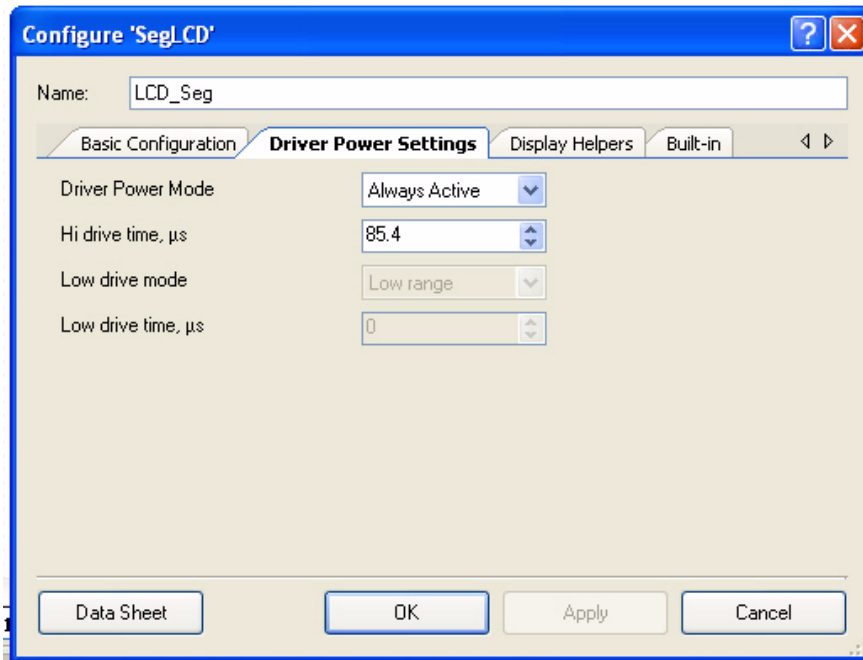 Configure 'SegLCD'
?
Name: LCD_Seg
Basic Configuration Driver Power Settings Display Helpers Built-in
Driver Power Mode Always Active
Hi drive time, µs 85.4
Low drive mode Low range
Low drive time, µs 0
Data Sheet OK Apply Cancel
1